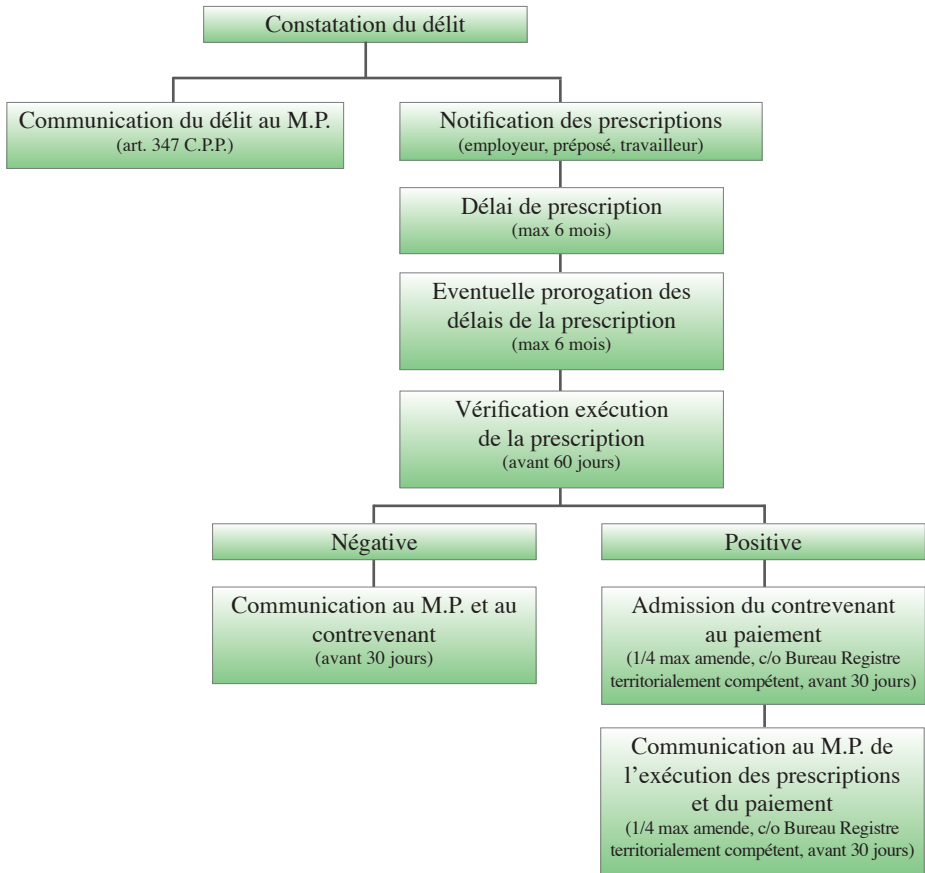 Constatation du délit
Communication du délit au M.P.
(art. 347 C.P.P.)
Notification des prescriptions
(employeur, préposé, travailleur)
Délai de prescription
(max 6 mois)
Eventuelle prorogation des
délais de la prescription
(max 6 mois)
Vérification exécution
de la prescription
(avant 60 jours)
Négative
Positive
Communication au M.P. et au
contrevenant
(avant 30 jours)
Admission du contrevenant
au paiement
(1/4 max amende, c/o Bureau Registre
territorialement compétent, avant 30 jours)
Communication au M.P. de
l’exécution des prescriptions
et du paiement
(1/4 max amende, c/o Bureau Registre
territorialement compétent, avant 30 jours)